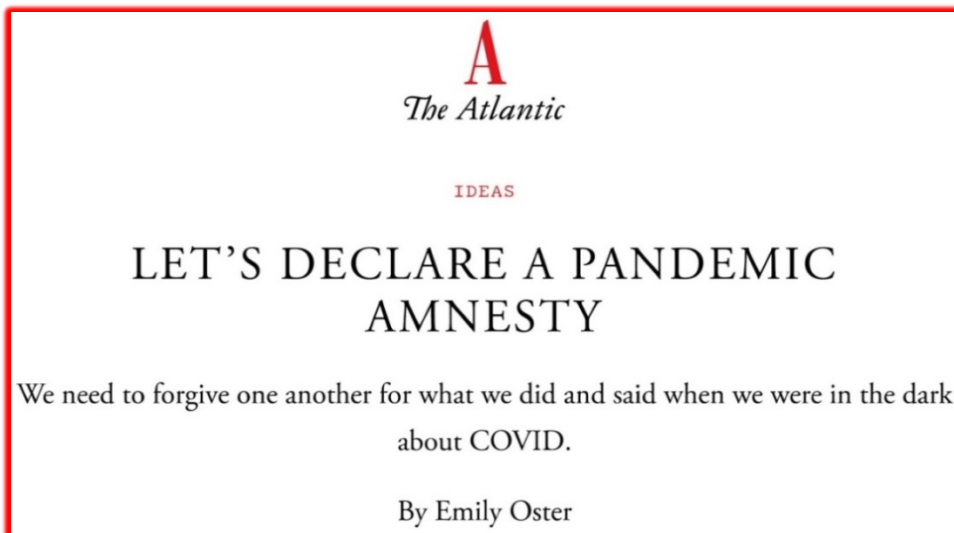 A
The Atlantic
IDEAS
LET’S DECLARE A PANDEMIC
AMNESTY
We need to forgive one another for what we did and said when we were in the dark
about COVID.
By Emily Oster